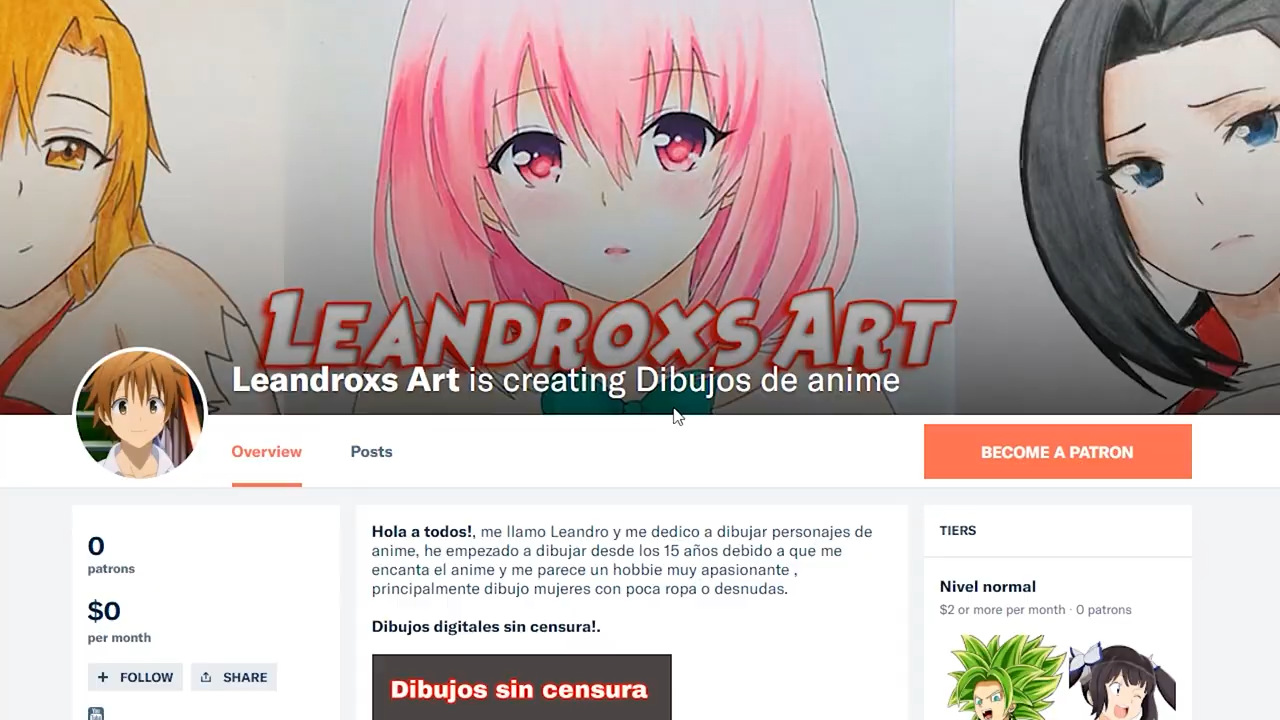 LEANDROXS ART
Leandroxs Art is creating Dibujos de anime
Overview
Posts
BECOME A PATRON
0
patrons
$0
per month
+ FOLLOW
SHARE
Hola a todos!, me llamo Leandro y me dedico a dibujar personajes de
anime, he empezado a dibujar desde los 15 años debido a que me
encanta el anime y me parece un hobbie muy apasionante ,
principalmente dibujo mujeres con poca ropa o desnudas.
Dibujos digitales sin censura!.
Dibujos sin censura
TIERS
Nivel normal
$2 or more per month · 0 patrons